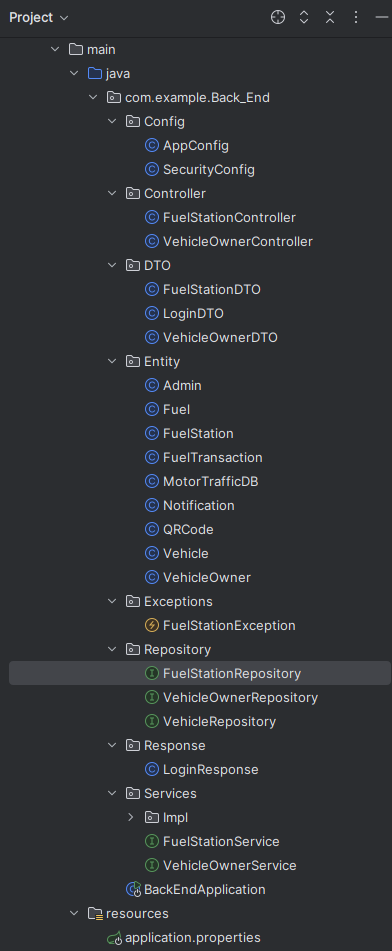 Project
main
java
com.example.Back_End
Config
AppConfig
SecurityConfig
Controller
FuelStationController
VehicleOwnerController
DTO
FuelStationDTO
LoginDTO
VehicleOwnerDTO
Entity
Admin
Fuel
FuelStation
FuelTransaction
MotorTrafficDB
Notification
QRCode
Vehicle
VehicleOwner
Exceptions
FuelStationException
Repository
FuelStationRepository
VehicleOwnerRepository
VehicleRepository
Response
LoginResponse
Services
Impl
FuelStationService
VehicleOwnerService
BackEndApplication
resources
application.properties